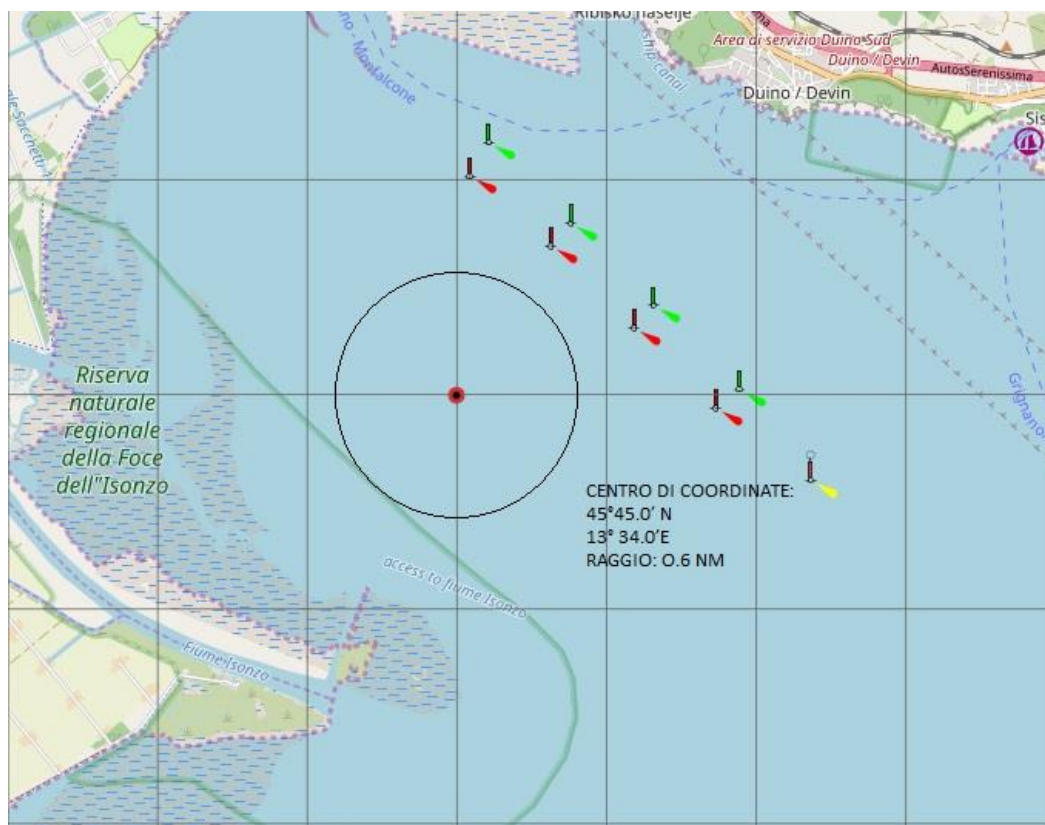 Ribisko naselje
Area di servizio Duino Sud
Duino / Devin
AutosSerenissima
Duino / Devin
ship canal
Sis
Grignano
Riserva
naturale
regionale
della Foce
dell"Isonzo
CENTRO DI COORDINATE:
45°45.0' N
13° 34.0'E
RAGGIO: O.6 NM
access to fiume Isonzo
Fiume Isonzo